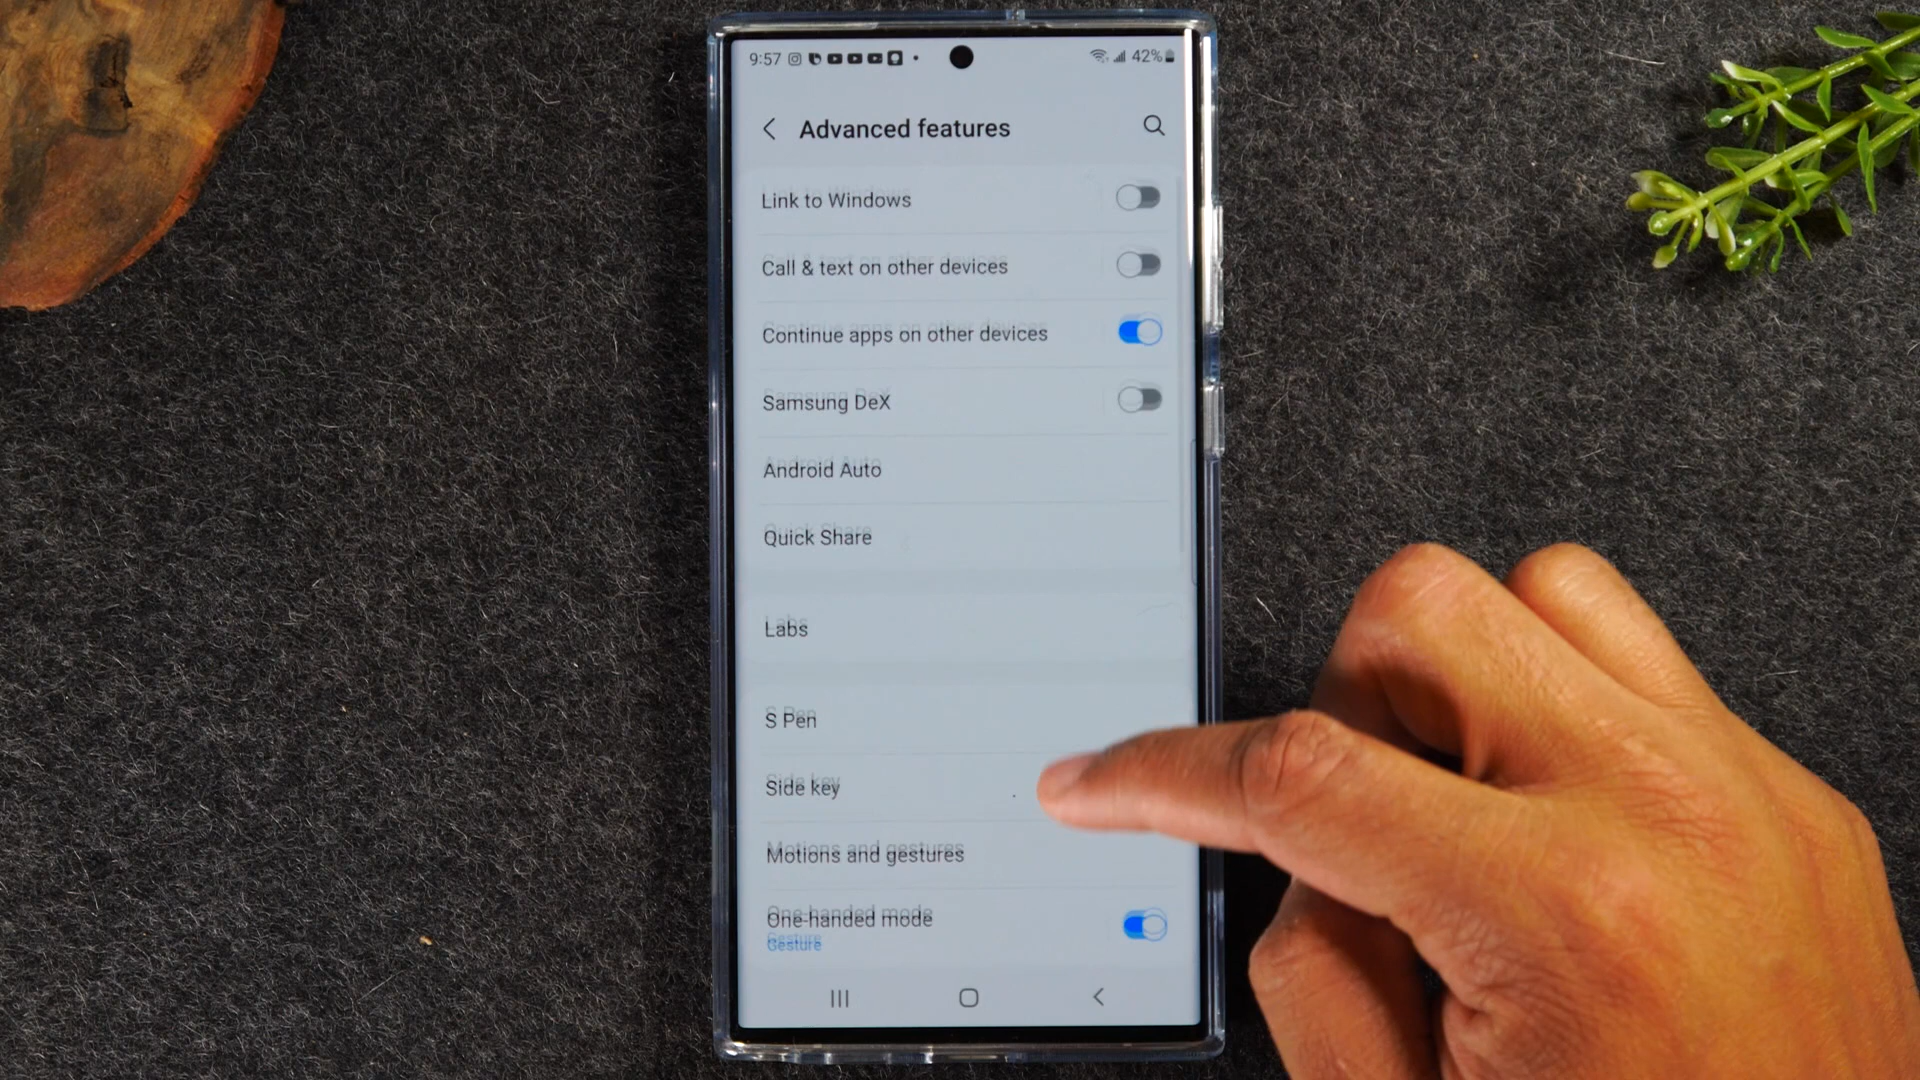 9:57 42%
Advanced features
Link to Windows
Call & text on other devices
Continue apps on other devices
Samsung DeX
Android Auto
Quick Share
Labs
S Pen
Side key
Motions and gestures
One-handed mode
Gesture